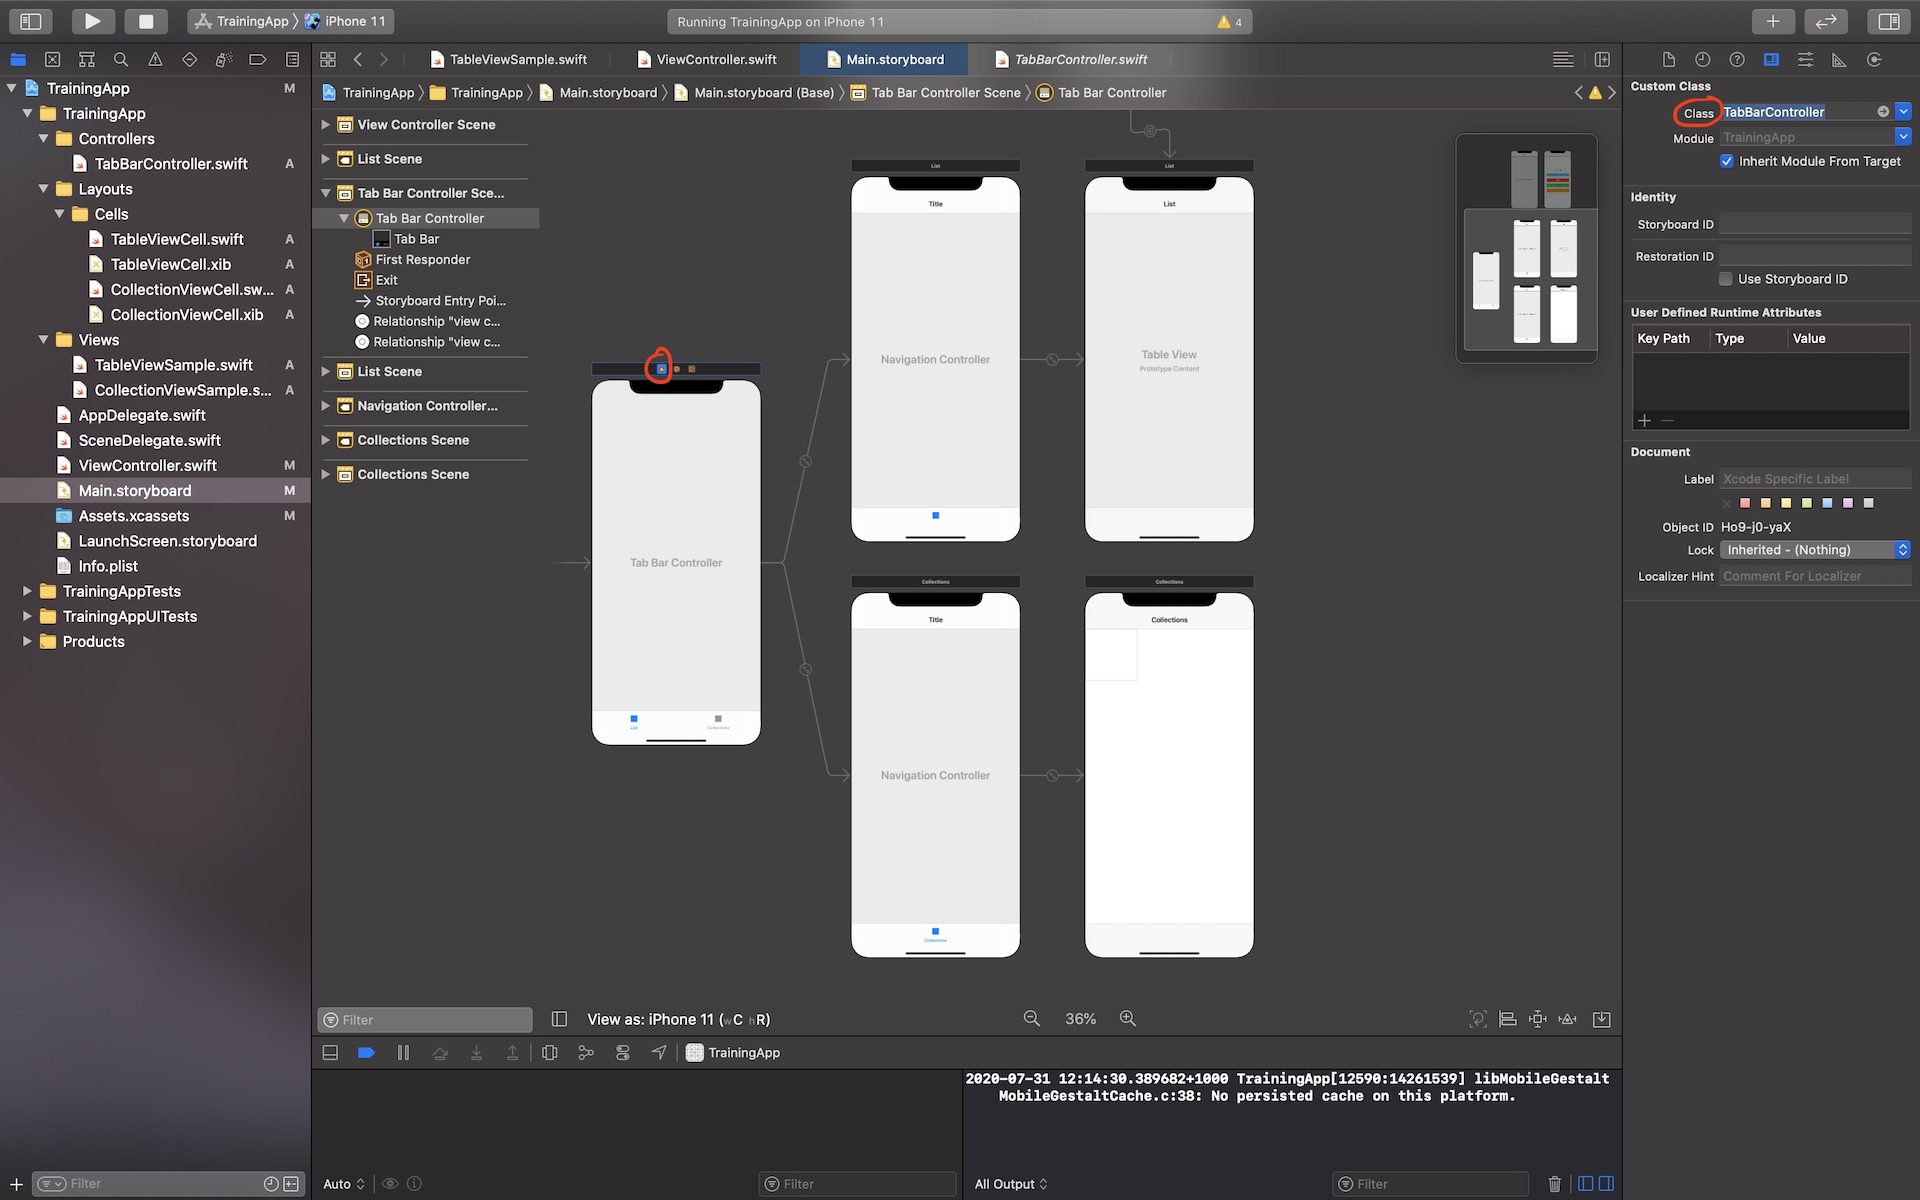 TrainingApp iPhone 11
Running TrainingApp on iPhone 11
4
TrainingApp M
TrainingApp
Controllers
TabBarController.swift A
Layouts
Cells
TableViewCell.swift A
TableViewCell.xib A
CollectionViewCell.sw... A
CollectionViewCell.xib A
Views
TableViewSample.swift A
CollectionViewSample.s... A
AppDelegate.swift
SceneDelegate.swift
ViewController.swift M
Main.storyboard M
Assets.xcassets M
LaunchScreen.storyboard
Info.plist
TrainingAppTests
TrainingAppUITests
Products
Filter
TableViewSample.swift ViewController.swift Main.storyboard TabBarController.swift
TrainingApp TrainingApp Main.storyboard Main.storyboard (Base) Tab Bar Controller Scene Tab Bar Controller
View Controller Scene
List Scene
Tab Bar Controller Sce...
Tab Bar Controller
Tab Bar
First Responder
Exit
Storyboard Entry Poi...
Relationship "view c...
Relationship "view c...
List Scene
Navigation Controller...
Collections Scene
Collections Scene
Filter
Tab Bar Controller
List Collections
List
Title
Navigation Controller
List
List
Table View
Prototype Content
Collections
Title
Navigation Controller
Collections
Collections
Collections
View as: iPhone 11 (wC hR)
36%
TrainingApp
2020-07-31 12:14:30.389682+1000 TrainingApp[12590:14261539] libMobileGestalt
MobileGestaltCache.c:38: No persisted cache on this platform.
Auto
Filter
All Output
Filter
Custom Class
Class TabBarController
Module TrainingApp
Inherit Module From Target
Identity
Storyboard ID
Restoration ID
Use Storyboard ID
User Defined Runtime Attributes
Key Path Type Value
Document
Label Xcode Specific Label
Object ID Ho9-j0-yaX
Lock Inherited - (Nothing)
Localizer Hint Comment For Localizer